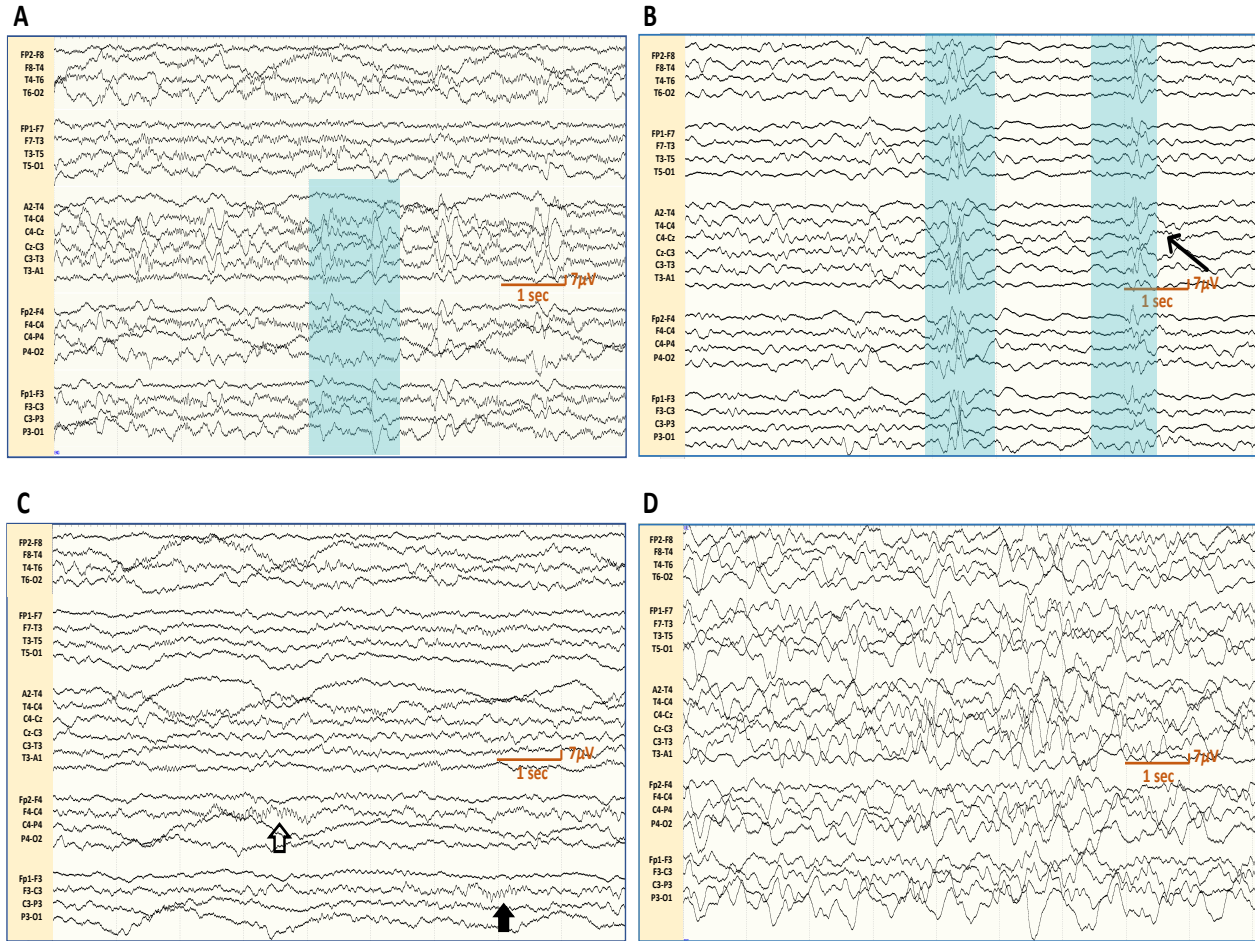 A
FP2-F8
F8-T4
T4-T6
T6-O2
FP1-F7
F7-T3
T3-T5
T5-O1
A2-T4
T4-C4
C4-Cz
Cz-C3
C3-T3
T3-A1
7µV
1 sec
Fp2-F4
F4-C4
C4-P4
P4-O2
Fp1-F3
F3-C3
C3-P3
P3-O1
B
FP2-F8
F8-T4
T4-T6
T6-O2
FP1-F7
F7-T3
T3-T5
T5-O1
A2-T4
T4-C4
C4-Cz
Cz-C3
C3-T3
T3-A1
7µV
1 sec
Fp2-F4
F4-C4
C4-P4
P4-O2
Fp1-F3
F3-C3
C3-P3
P3-O1
C
FP2-F8
F8-T4
T4-T6
T6-O2
FP1-F7
F7-T3
T3-T5
T5-O1
A2-T4
T4-C4
C4-Cz
Cz-C3
C3-T3
T3-A1
7µV
1 sec
Fp2-F4
F4-C4
C4-P4
P4-O2
Fp1-F3
F3-C3
C3-P3
P3-O1
D
FP2-F8
F8-T4
T4-T6
T6-O2
FP1-F7
F7-T3
T3-T5
T5-O1
A2-T4
T4-C4
C4-Cz
Cz-C3
C3-T3
T3-A1
7µV
1 sec
Fp2-F4
F4-C4
C4-P4
P4-O2
Fp1-F3
F3-C3
C3-P3
P3-O1